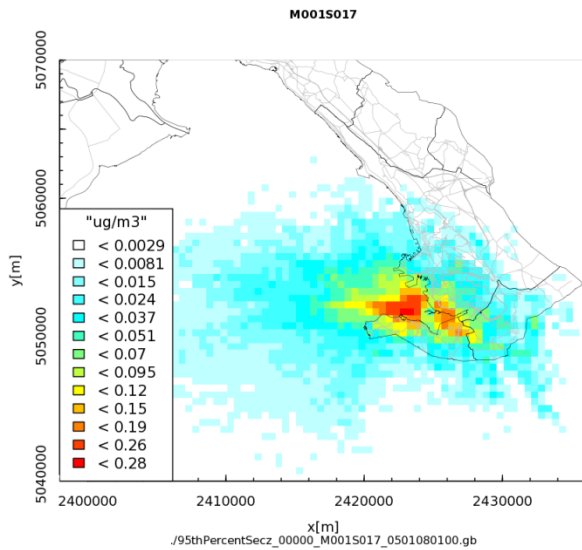 M001S017
5070000
5060000
5050000
5040000
y[m]
"ug/m3"
< 0.0029
< 0.0081
< 0.015
< 0.024
< 0.037
< 0.051
< 0.07
< 0.095
< 0.12
< 0.15
< 0.19
< 0.26
< 0.28
2400000 2410000 2420000 2430000
x[m]
./95thPercentSecz_00000_M001S017_0501080100.gb